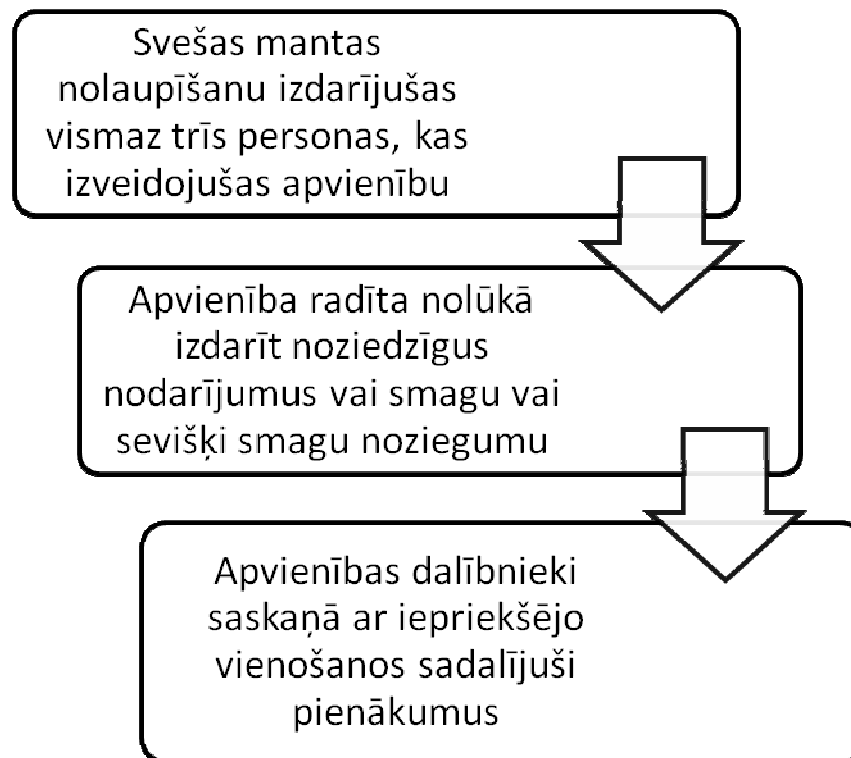 Svešas mantas
nolaupīšanu izdarījušas
vismaz trīs personas, kas
izveidojušas apvienību
Apvienība radīta nolūkā
izdarīt noziedzīgus
nodarījumus vai smagu vai
sevišķi smagu noziegumu
Apvienības dalībnieki
saskaņā ar iepriekšējo
vienošanos sadalījuši
pienākumus